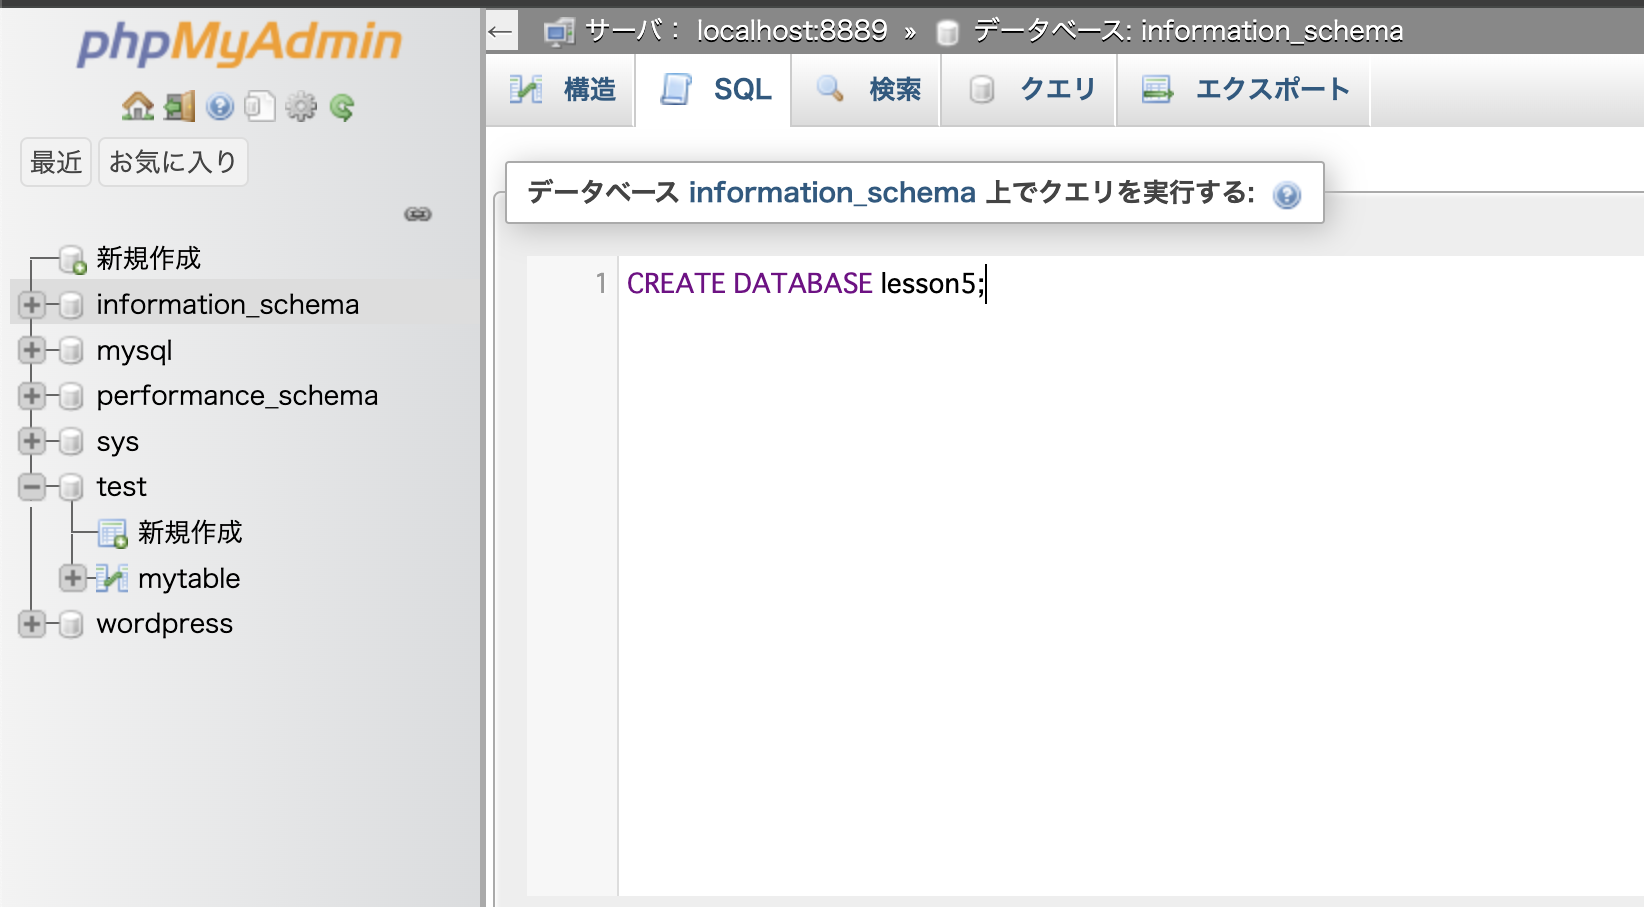 phpMyAdmin
最近 お気に入り
新規作成
information_schema
mysql
performance_schema
sys
test
新規作成
mytable
wordpress
← サーバ： localhost:8889 » データベース: information_schema
構造 SQL 検索 クエリ エクスポート
データベース information_schema 上でクエリを実行する:
1 CREATE DATABASE lesson5;